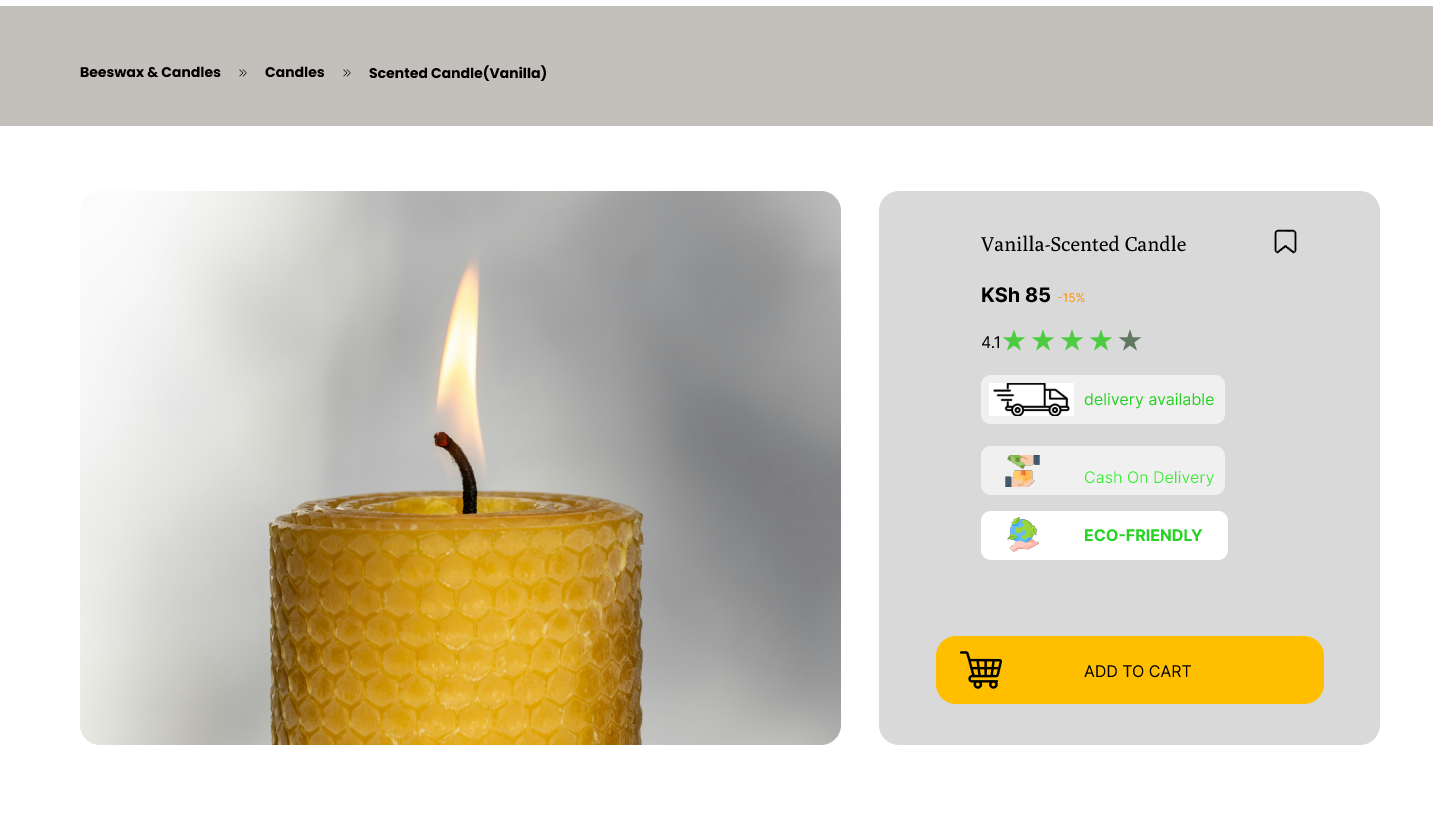 Beeswax & Candles » Candles » Scented Candle(Vanilla)
Vanilla-Scented Candle
KSh 85 -15%
4.1
delivery available
Cash On Delivery
ECO-FRIENDLY
ADD TO CART